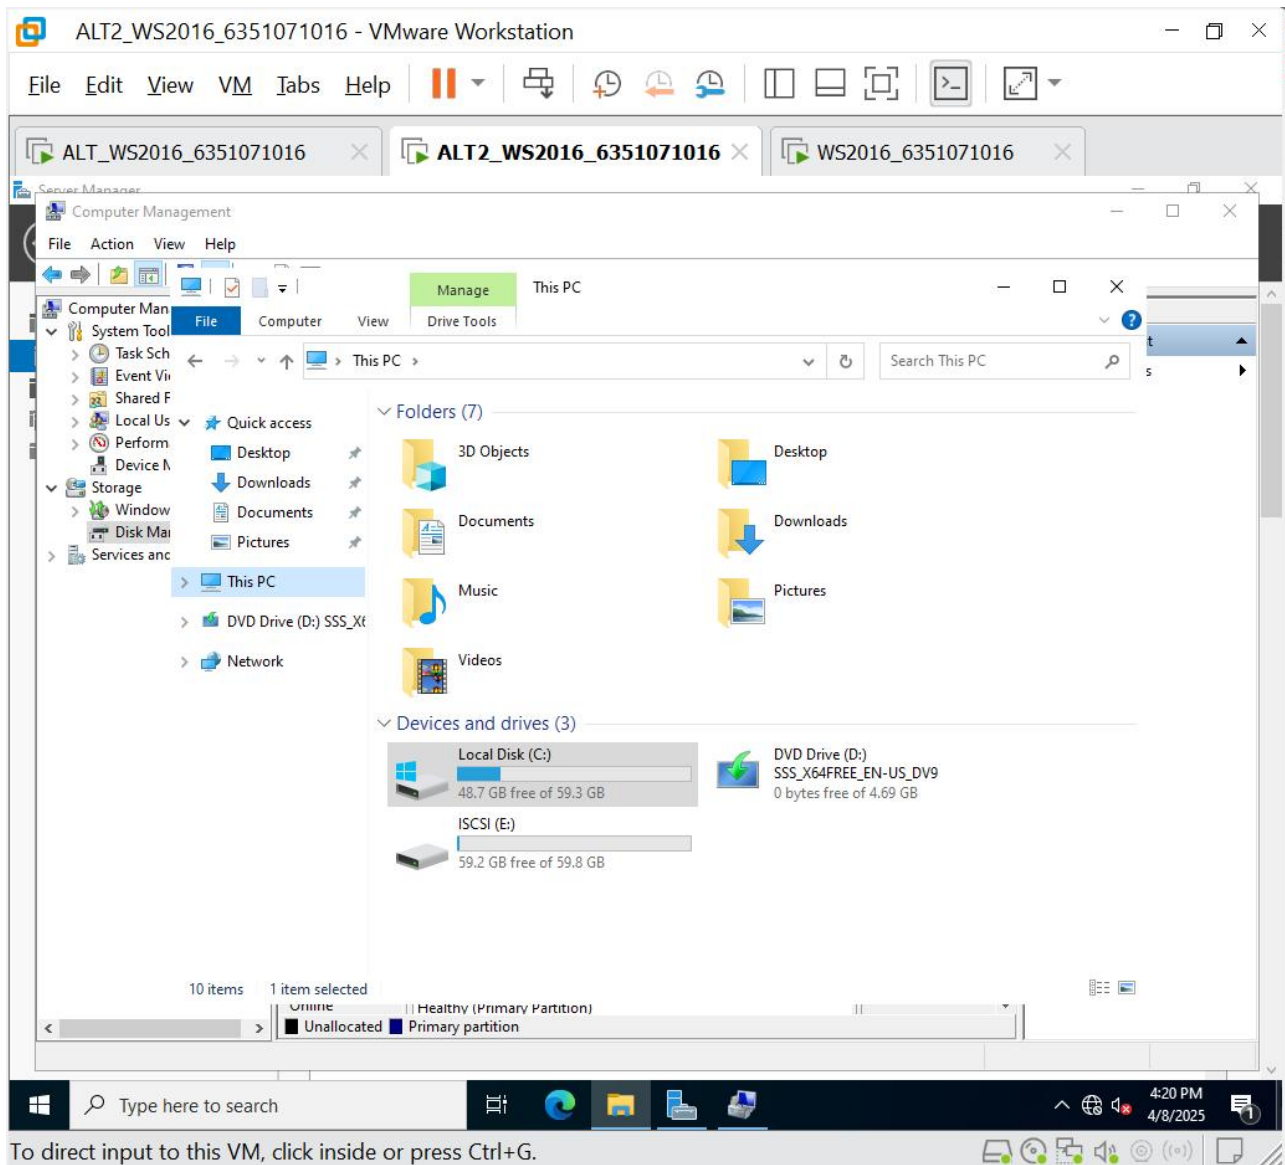 ALT2_WS2016_6351071016 - VMware Workstation
File Edit View VM Tabs Help
ALT_WS2016_6351071016
ALT2_WS2016_6351071016
WS2016_6351071016
Server Manager
Computer Management
File Action View Help
Computer Man
System Tool
Task Sch
Event Vi
Shared F
Local Us
Perform
Device M
Storage
Window
Disk Mar
Services and
Manage
This PC
File
Computer
View
Drive Tools
This PC
Search This PC
t
s
Quick access
Desktop
Downloads
Documents
Pictures
This PC
DVD Drive (D:) SSS_X6
Network
Folders (7)
3D Objects
Desktop
Documents
Downloads
Music
Pictures
Videos
Devices and drives (3)
Local Disk (C:)
48.7 GB free of 59.3 GB
DVD Drive (D:)
SSS_X64FREE_EN-US_DV9
0 bytes free of 4.69 GB
ISCSI (E:)
59.2 GB free of 59.8 GB
10 items
1 item selected
Online
Healthy (Primary Partition)
Unallocated
Primary partition
Type here to search
4:20 PM
4/8/2025
1
To direct input to this VM, click inside or press Ctrl+G.